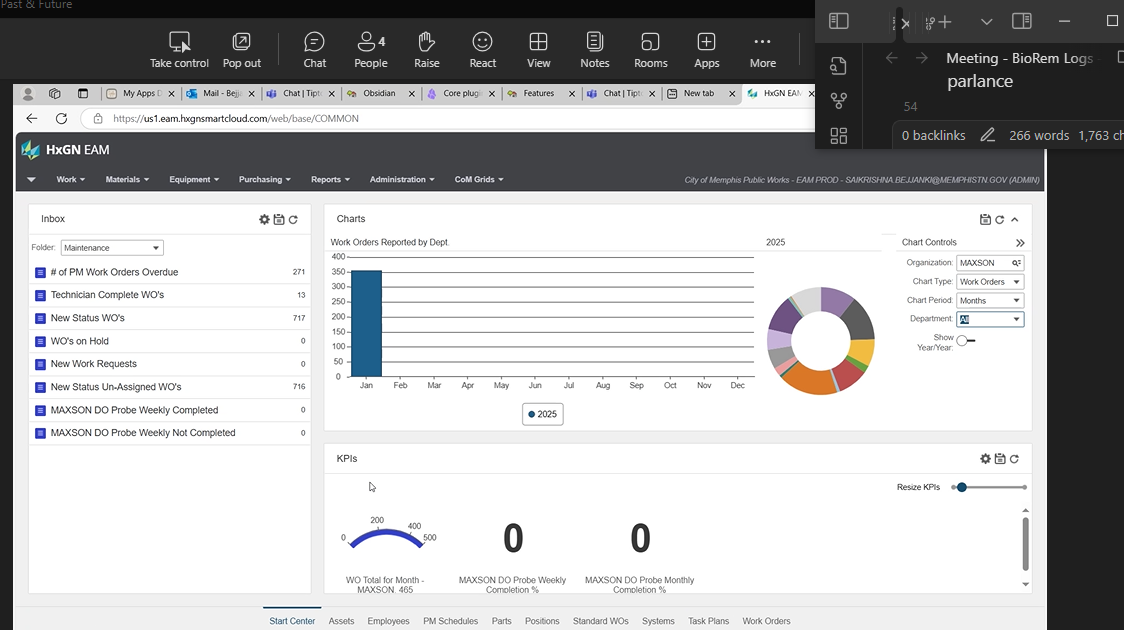 Past & Future
Take control
Pop out
Chat
4
People
Raise
React
View
Notes
Rooms
Apps
More
Meeting - BioRem Logs -
parlance
54
0 backlinks 266 words 1,763 ch
My Apps D
Mail - Bejja
Chat | Tipt
Obsidian
Core plugi
Features
Chat | Tipt
New tab
HxGN EAM
https://us1.eam.hxgnsmartcloud.com/web/base/COMMON
HxGN EAM
Work Materials Equipment Purchasing Reports Administration CoM Grids
City of Memphis Public Works - EAM PROD - SAIKRISHNA.BEJJANKI@MEMPHISTN.GOV (ADMIN)
Inbox
Folder: Maintenance
# of PM Work Orders Overdue 271
Technician Complete WO's 13
New Status WO's 717
WO's on Hold 0
New Work Requests 0
New Status Un-Assigned WO's 716
MAXSON DO Probe Weekly Completed 0
MAXSON DO Probe Weekly Not Completed 0
Charts
Work Orders Reported by Dept.
400
350
300
250
200
150
100
50
0
Jan Feb Mar Apr May Jun Jul Aug Sep Oct Nov Dec
2025
2025
Chart Controls
Organization: MAXSON
Chart Type: Work Orders
Chart Period: Months
Department: All
Show
Year/Year:
KPIs
Resize KPIs
0 200 400 500
WO Total for Month -
MAXSON, 465
0
MAXSON DO Probe Weekly
Completion %
0
MAXSON DO Probe Monthly
Completion %
Start Center Assets Employees PM Schedules Parts Positions Standard WOs Systems Task Plans Work Orders